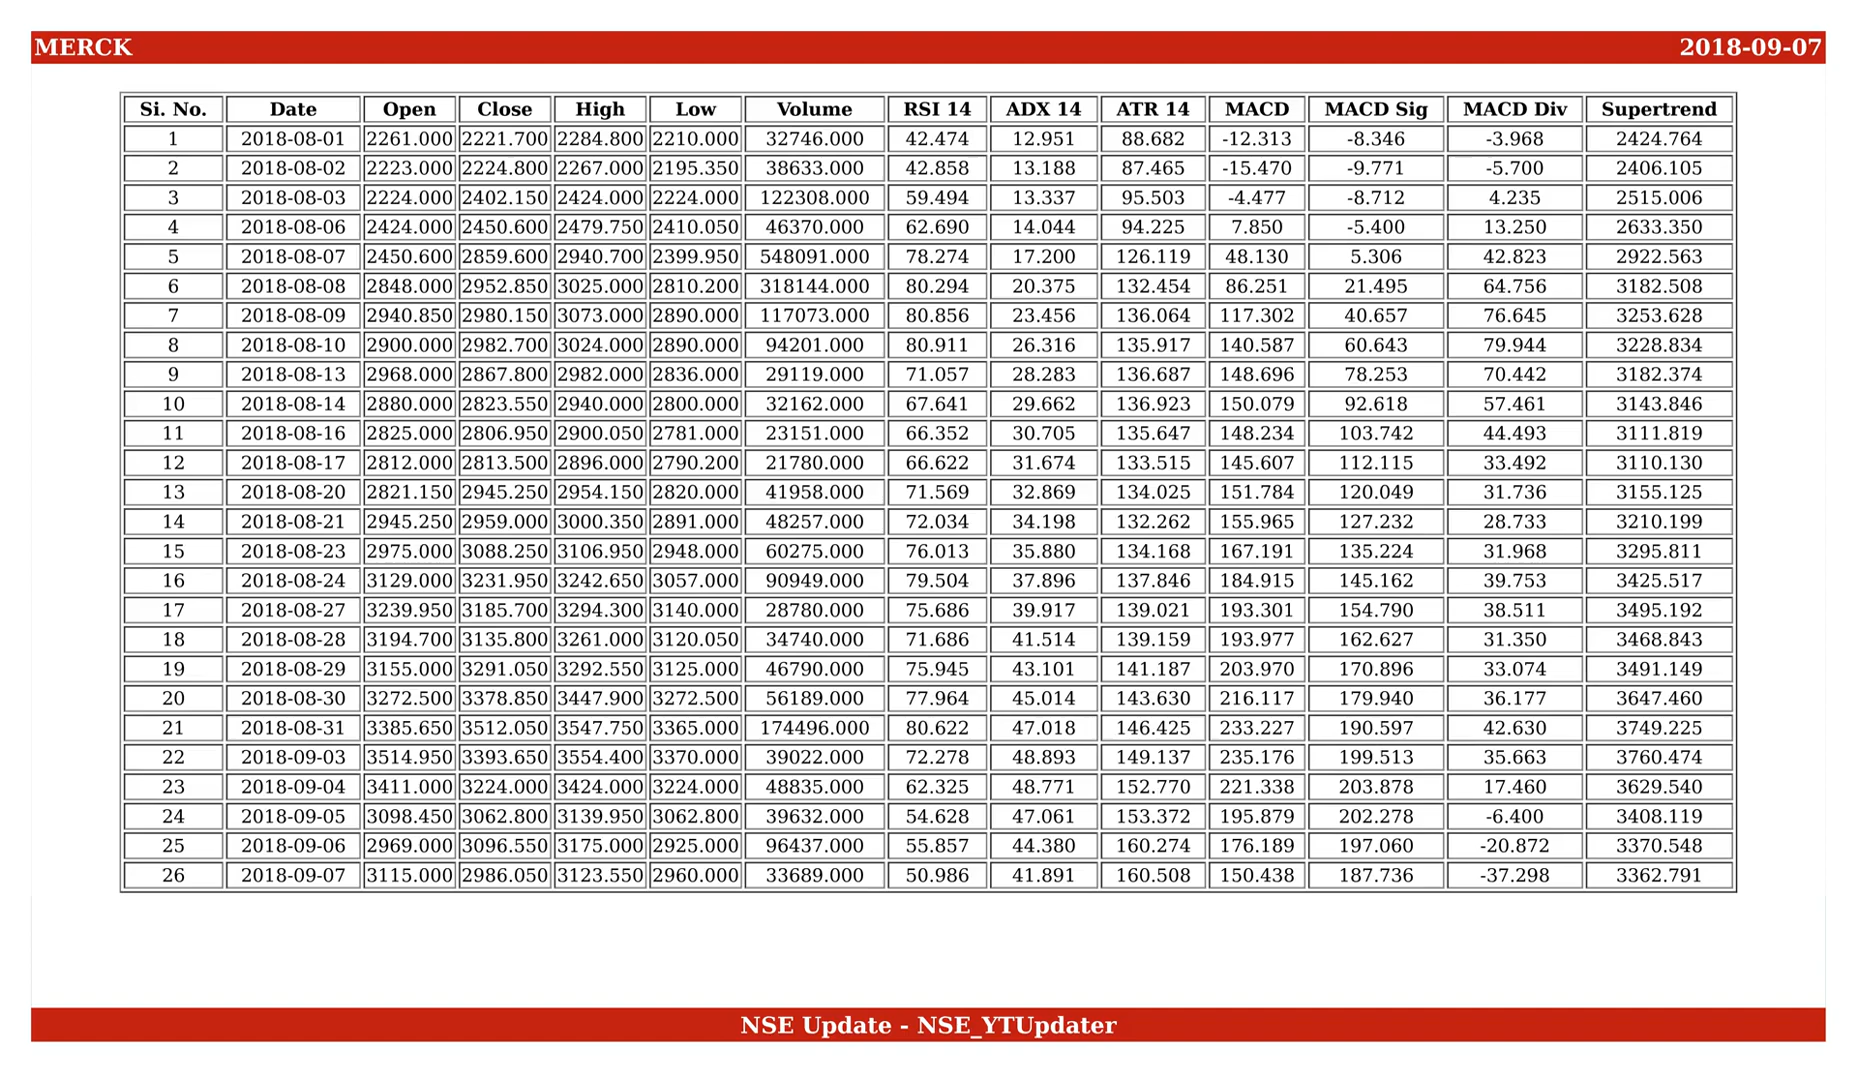 MERCK 2018-09-07
Si. No. Date Open Close High Low Volume RSI 14 ADX 14 ATR 14 MACD MACD Sig MACD Div Supertrend
1 2018-08-01 2261.000 2221.700 2284.800 2210.000 32746.000 42.474 12.951 88.682 -12.313 -8.346 -3.968 2424.764
2 2018-08-02 2223.000 2224.800 2267.000 2195.350 38633.000 42.858 13.188 87.465 -15.470 -9.771 -5.700 2406.105
3 2018-08-03 2224.000 2402.150 2424.000 2224.000 122308.000 59.494 13.337 95.503 -4.477 -8.712 4.235 2515.006
4 2018-08-06 2424.000 2450.600 2479.750 2410.050 46370.000 62.690 14.044 94.225 7.850 -5.400 13.250 2633.350
5 2018-08-07 2450.600 2859.600 2940.700 2399.950 548091.000 78.274 17.200 126.119 48.130 5.306 42.823 2922.563
6 2018-08-08 2848.000 2952.850 3025.000 2810.200 318144.000 80.294 20.375 132.454 86.251 21.495 64.756 3182.508
7 2018-08-09 2940.850 2980.150 3073.000 2890.000 117073.000 80.856 23.456 136.064 117.302 40.657 76.645 3253.628
8 2018-08-10 2900.000 2982.700 3024.000 2890.000 94201.000 80.911 26.316 135.917 140.587 60.643 79.944 3228.834
9 2018-08-13 2968.000 2867.800 2982.000 2836.000 29119.000 71.057 28.283 136.687 148.696 78.253 70.442 3182.374
10 2018-08-14 2880.000 2823.550 2940.000 2800.000 32162.000 67.641 29.662 136.923 150.079 92.618 57.461 3143.846
11 2018-08-16 2825.000 2806.950 2900.050 2781.000 23151.000 66.352 30.705 135.647 148.234 103.742 44.493 3111.819
12 2018-08-17 2812.000 2813.500 2896.000 2790.200 21780.000 66.622 31.674 133.515 145.607 112.115 33.492 3110.130
13 2018-08-20 2821.150 2945.250 2954.150 2820.000 41958.000 71.569 32.869 134.025 151.784 120.049 31.736 3155.125
14 2018-08-21 2945.250 2959.000 3000.350 2891.000 48257.000 72.034 34.198 132.262 155.965 127.232 28.733 3210.199
15 2018-08-23 2975.000 3088.250 3106.950 2948.000 60275.000 76.013 35.880 134.168 167.191 135.224 31.968 3295.811
16 2018-08-24 3129.000 3231.950 3242.650 3057.000 90949.000 79.504 37.896 137.846 184.915 145.162 39.753 3425.517
17 2018-08-27 3239.950 3185.700 3294.300 3140.000 28780.000 75.686 39.917 139.021 193.301 154.790 38.511 3495.192
18 2018-08-28 3194.700 3135.800 3261.000 3120.050 34740.000 71.686 41.514 139.159 193.977 162.627 31.350 3468.843
19 2018-08-29 3155.000 3291.050 3292.550 3125.000 46790.000 75.945 43.101 141.187 203.970 170.896 33.074 3491.149
20 2018-08-30 3272.500 3378.850 3447.900 3272.500 56189.000 77.964 45.014 143.630 216.117 179.940 36.177 3647.460
21 2018-08-31 3385.650 3512.050 3547.750 3365.000 174496.000 80.622 47.018 146.425 233.227 190.597 42.630 3749.225
22 2018-09-03 3514.950 3393.650 3554.400 3370.000 39022.000 72.278 48.893 149.137 235.176 199.513 35.663 3760.474
23 2018-09-04 3411.000 3224.000 3424.000 3224.000 48835.000 62.325 48.771 152.770 221.338 203.878 17.460 3629.540
24 2018-09-05 3098.450 3062.800 3139.950 3062.800 39632.000 54.628 47.061 153.372 195.879 202.278 -6.400 3408.119
25 2018-09-06 2969.000 3096.550 3175.000 2925.000 96437.000 55.857 44.380 160.274 176.189 197.060 -20.872 3370.548
26 2018-09-07 3115.000 2986.050 3123.550 2960.000 33689.000 50.986 41.891 160.508 150.438 187.736 -37.298 3362.791
NSE Update - NSE_YTUpdater